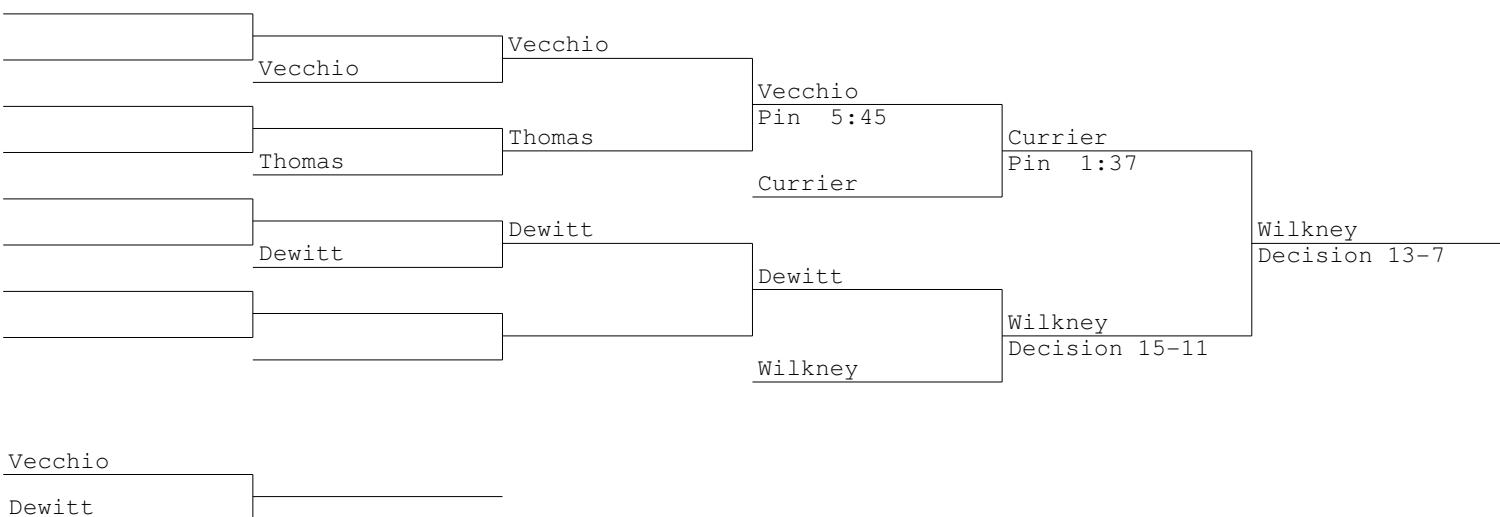 Vecchio
Vecchio
Vecchio
Pin 5:45
Thomas
Thomas
Currier
Pin 1:37
Currier
Dewitt
Dewitt
Wilkney
Decision 13-7
Dewitt
Wilkney
Decision 15-11
Wilkney
Vecchio
Dewitt